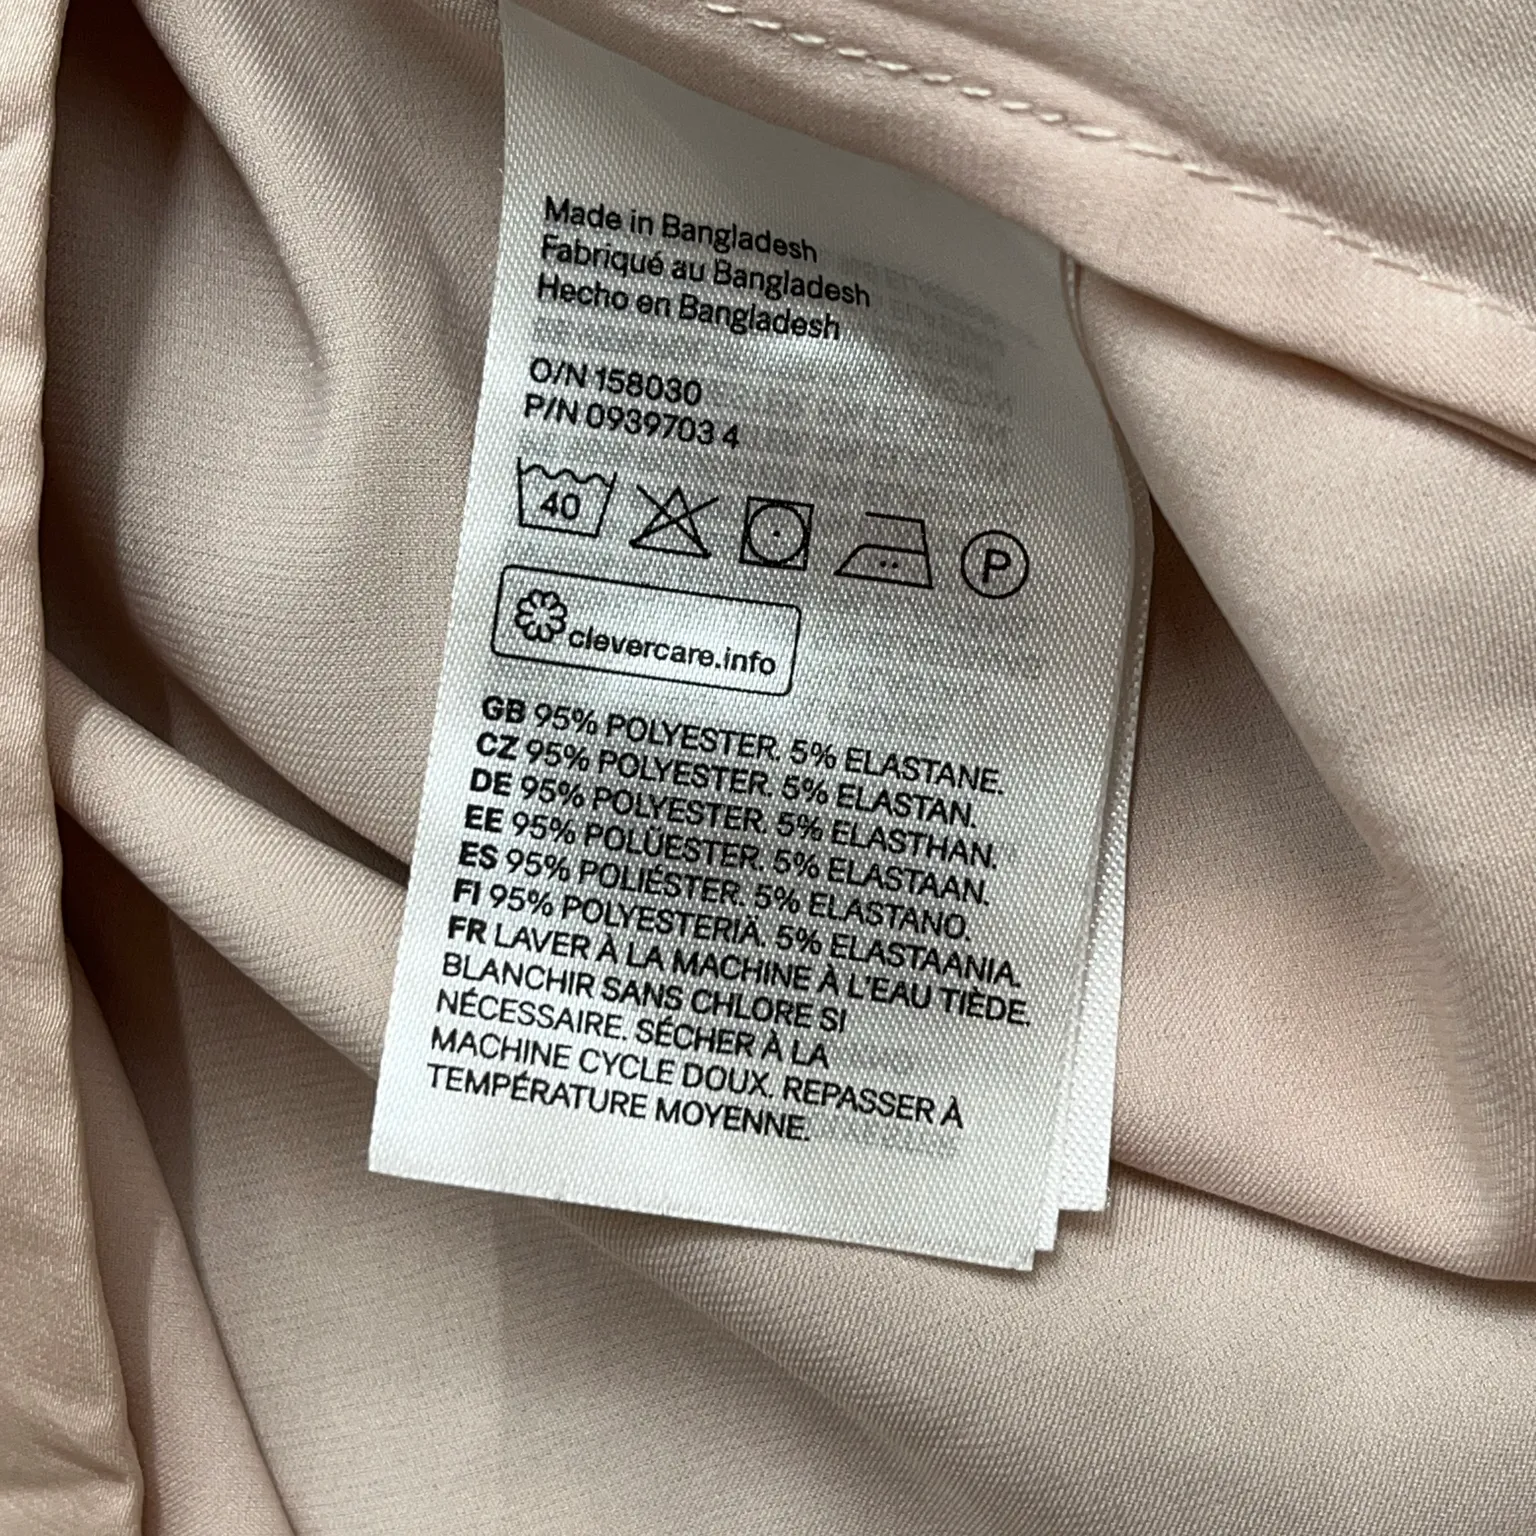 Made in Bangladesh
Fabriqué au Bangladesh
Hecho en Bangladesh
O/N 158030
P/N 0939703 4
40
P
clevercare.info
GB 95% POLYESTER. 5% ELASTANE.
CZ 95% POLYESTER. 5% ELASTAN.
DE 95% POLYESTER. 5% ELASTHAN.
EE 95% POLÜESTER. 5% ELASTAAN.
ES 95% POLIÉSTER. 5% ELASTANO.
FI 95% POLYESTERIÄ. 5% ELASTAANIA.
FR LAVER À LA MACHINE À L'EAU TIÈDE.
BLANCHIR SANS CHLORE SI
NÉCESSAIRE. SÉCHER À LA
MACHINE CYCLE DOUX. REPASSER À
TEMPÉRATURE MOYENNE.